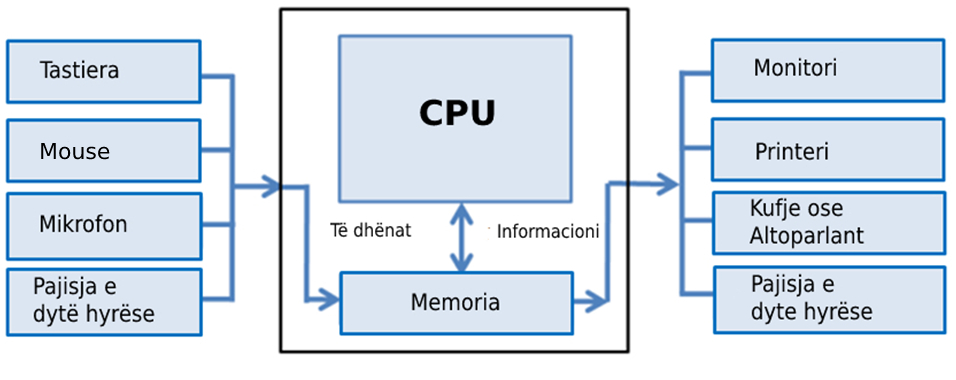 Tastiera
Mouse
Mikrofon
Pajisja e
dytë hyrëse
CPU
Të dhënat
Informacioni
Memoria
Monitori
Printeri
Kufje ose
Altoparlant
Pajisja e
dyte hyrëse